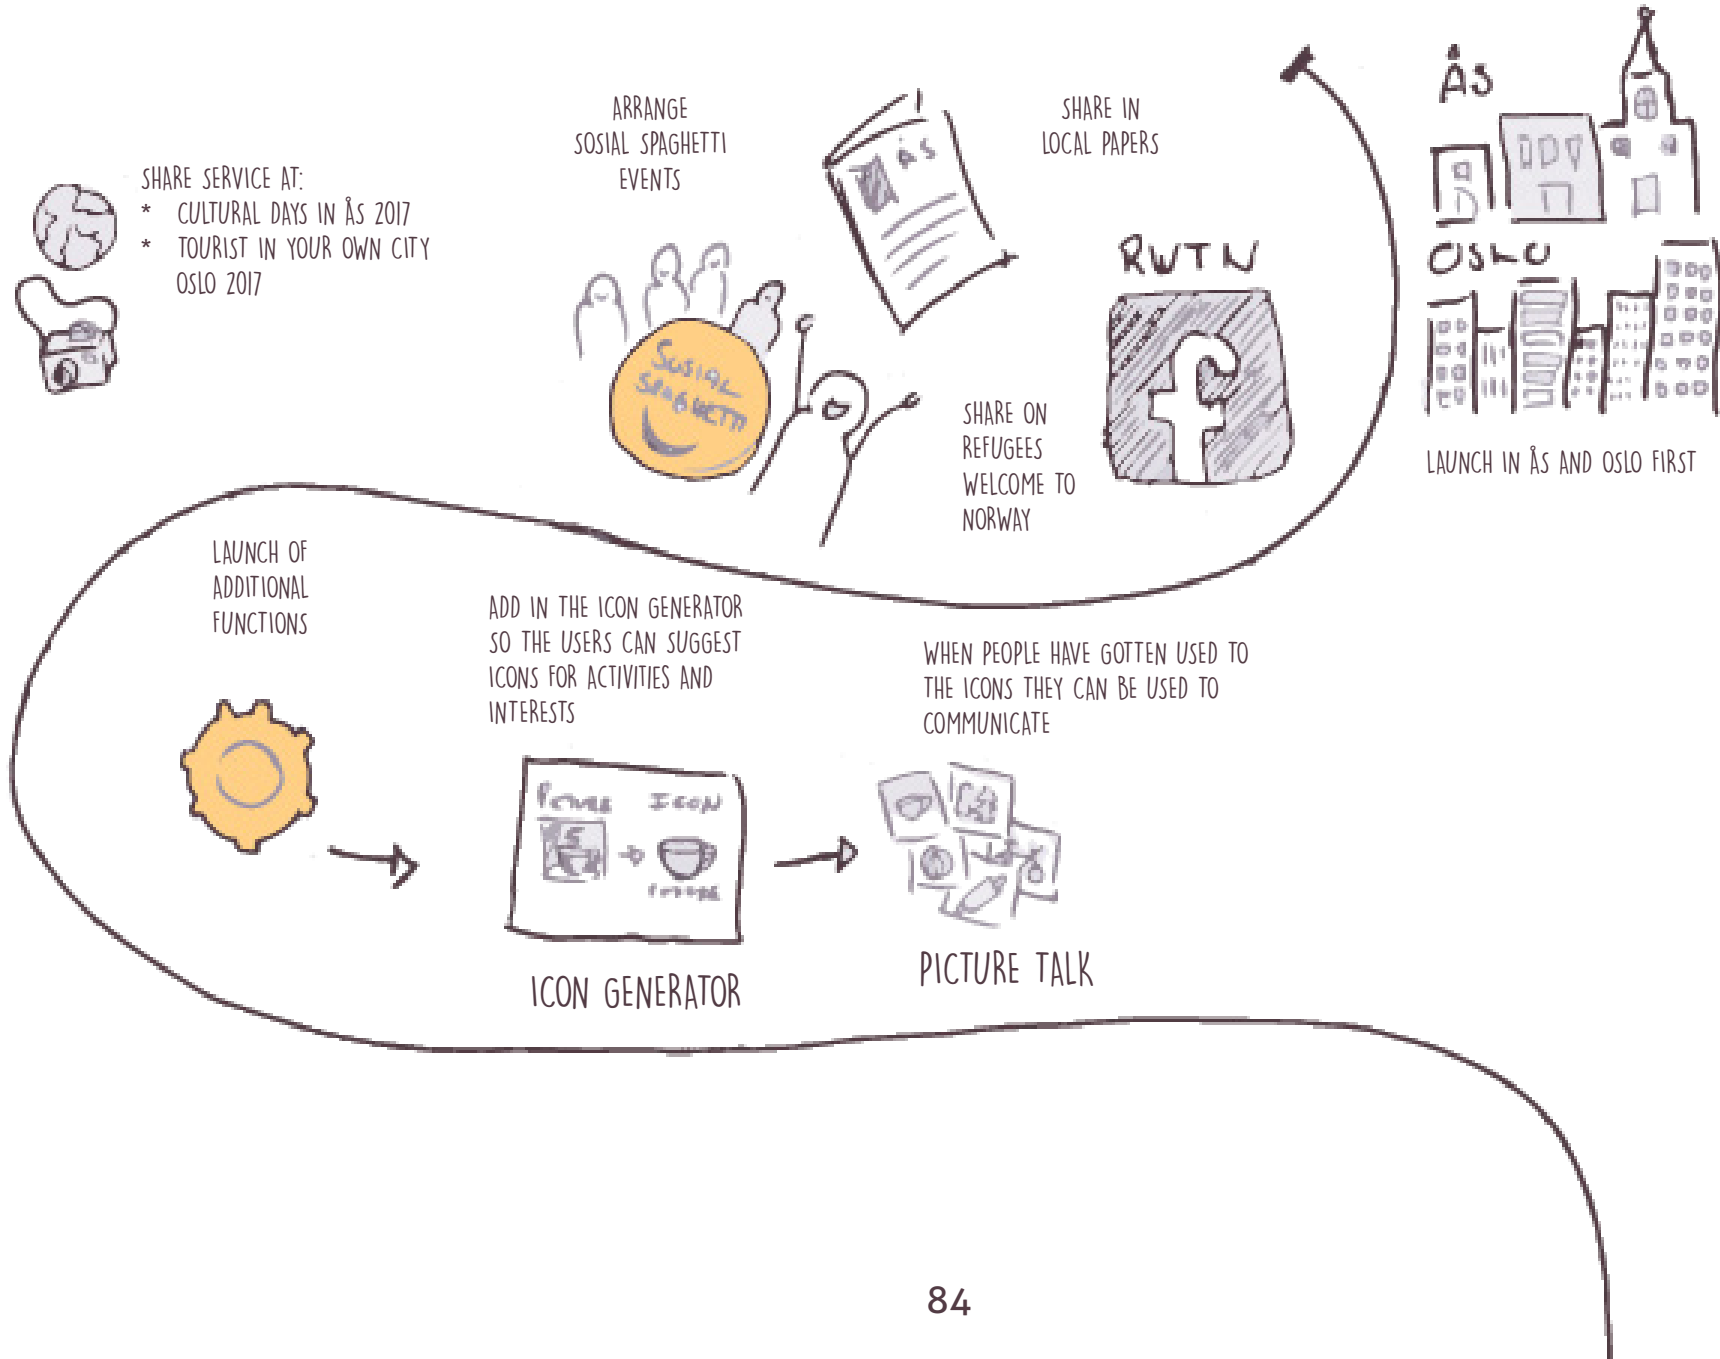 ÅS
ARRANGE
SOSIAL SPAGHETTI
EVENTS
SHARE IN
LOCAL PAPERS
ÅS
SHARE SERVICE AT:
* CULTURAL DAYS IN ÅS 2017
* TOURIST IN YOUR OWN CITY
OSLO 2017
RWTN
OSLO
SOSIAL
SPAGHETTI
f
SHARE ON
REFUGEES
WELCOME TO
NORWAY
LAUNCH IN ÅS AND OSLO FIRST
LAUNCH OF
ADDITIONAL
FUNCTIONS
ADD IN THE ICON GENERATOR
SO THE USERS CAN SUGGEST
ICONS FOR ACTIVITIES AND
INTERESTS
WHEN PEOPLE HAVE GOTTEN USED TO
THE ICONS THEY CAN BE USED TO
COMMUNICATE
ICON
ICON GENERATOR
PICTURE TALK
84